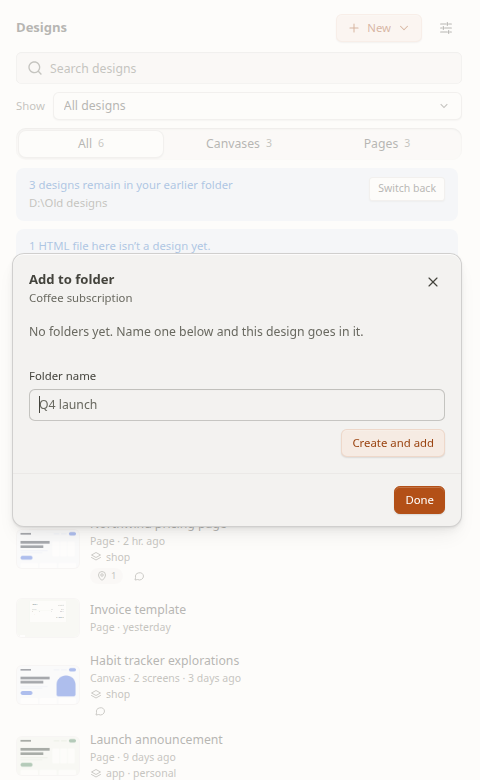 Designs
New
Search designs
Show
All designs
All 6
Canvases 3
Pages 3
3 designs remain in your earlier folder
D:\Old designs
Switch back
1 HTML file here isn’t a design yet.
Add to folder
Coffee subscription
No folders yet. Name one below and this design goes in it.
Folder name
Q4 launch
Create and add
Done
Page · 2 hr. ago
shop
1
Invoice template
Page · yesterday
Habit tracker explorations
Canvas · 2 screens · 3 days ago
shop
Launch announcement
Page · 9 days ago
app · personal